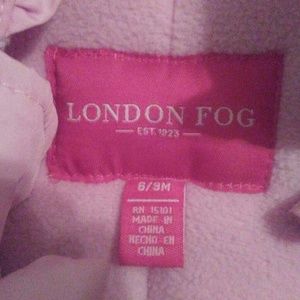 LONDON FOG
EST. 1923
6/9M
RN 15101
MADE IN
CHINA
HECHO EN
CHINA